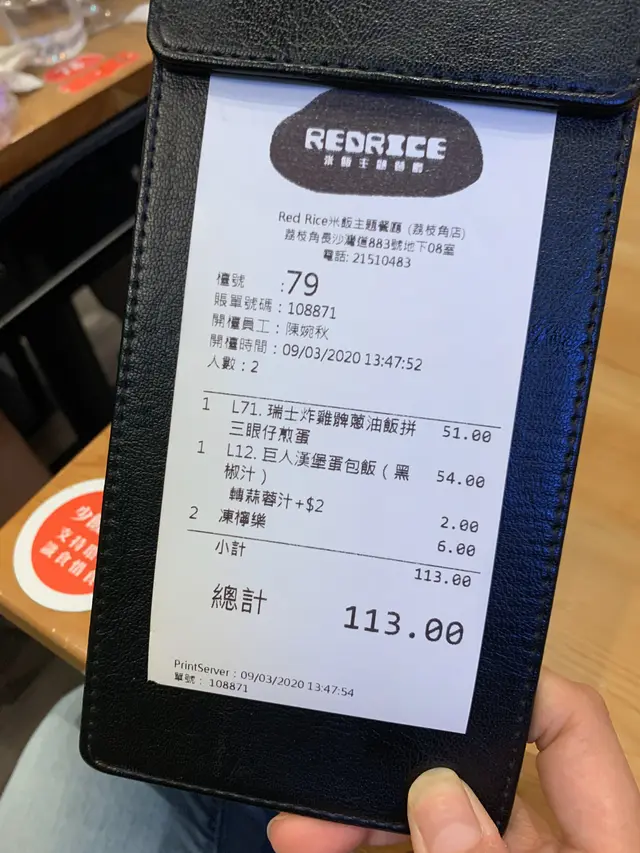 REDRICE
米飯主題餐廳
Red Rice米飯主題餐廳 (荔枝角店)
荔枝角長沙灣道883號地下08室
電話: 21510483
檯號 :79
賬單號碼:108871
開檯員工:陳婉秋
開檯時間:09/03/2020 13:47:52
人數:2
1 L71. 瑞士炸雞髀蔥油飯拼 51.00
三眼仔煎蛋
1 L12. 巨人漢堡蛋包飯(黑 54.00
椒汁)
轉蒜蓉汁+$2 2.00
2 凍檸樂 6.00
小計 113.00
總計 113.00
PrintServer:09/03/2020 13:47:54
單號: 108871
支持